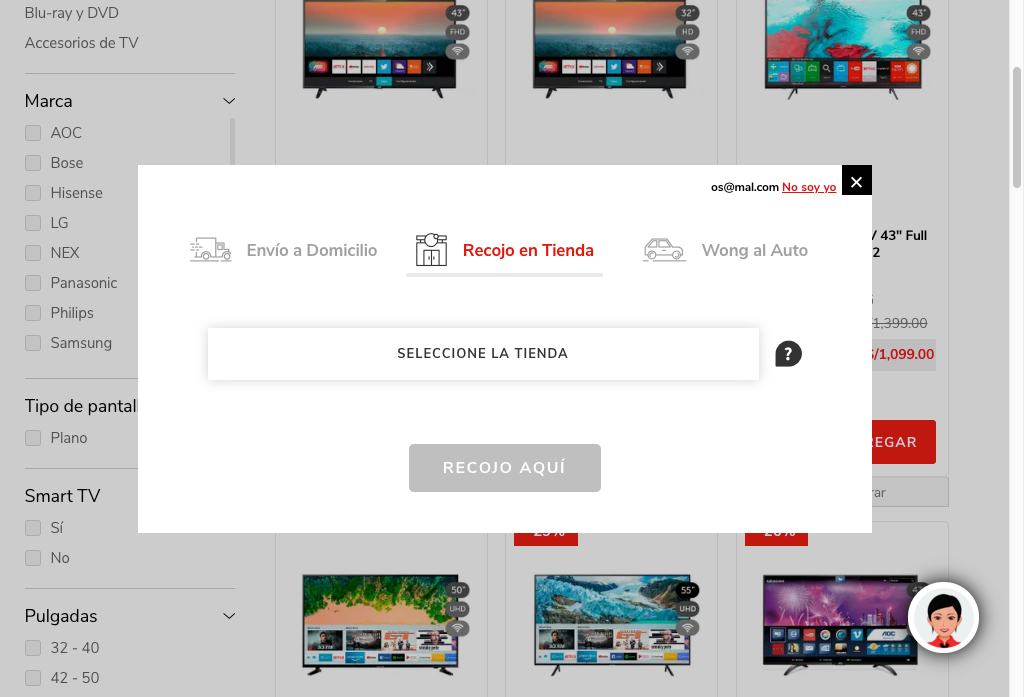 Blu-ray y DVD
Accesorios de TV
Marca
AOC
Bose
Hisense
LG
NEX
Panasonic
Philips
Samsung
Tipo de pantal
Plano
Smart TV
Sí
No
Pulgadas
32 - 40
42 - 50
43"
FHD
32"
HD
43"
FHD
os@mal.com No soy yo
×
Envío a Domicilio
Recojo en Tienda
Wong al Auto
SELECCIONE LA TIENDA
?
RECOJO AQUÍ
/ 43" Full
2
1,399.00
S/1,099.00
REGAR
rar
50"
UHD
55"
UHD